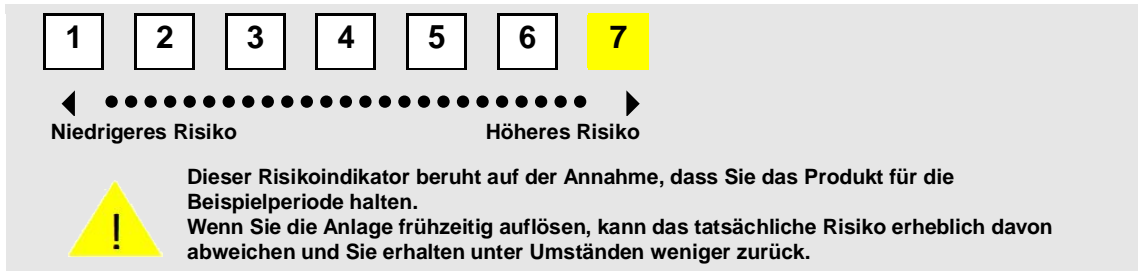 1 2 3 4 5 6 7
Niedrigeres Risiko Höheres Risiko
Dieser Risikoindikator beruht auf der Annahme, dass Sie das Produkt für die
Beispielperiode halten.
Wenn Sie die Anlage frühzeitig auflösen, kann das tatsächliche Risiko erheblich davon
abweichen und Sie erhalten unter Umständen weniger zurück.
!